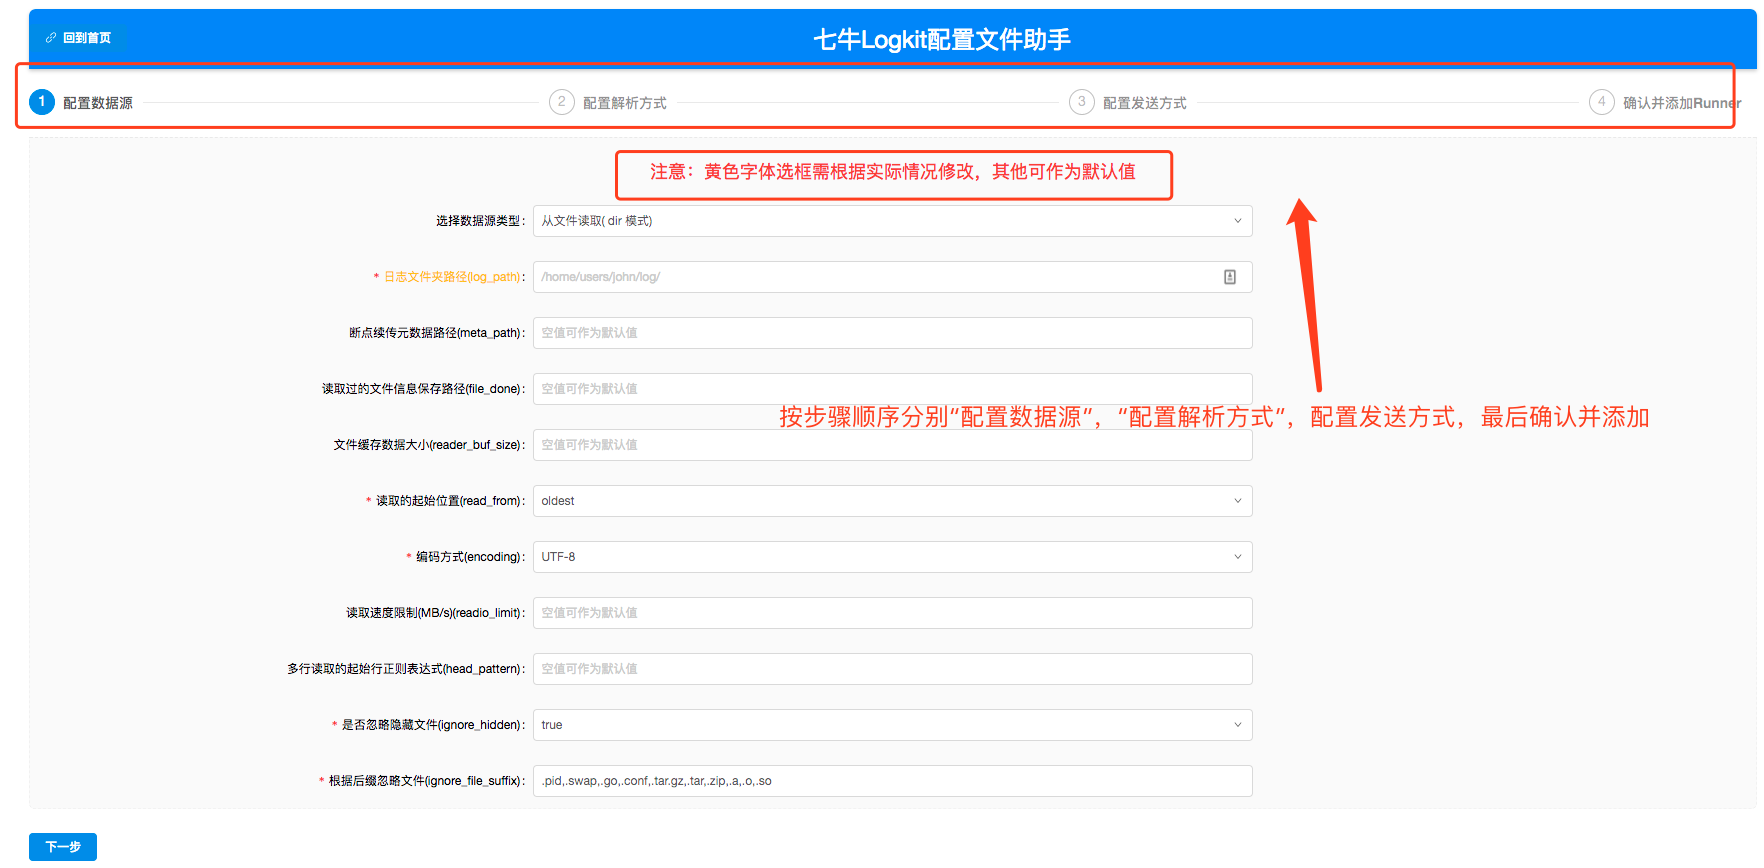 回到首页
七牛Logkit配置文件助手
1 配置数据源
2 配置解析方式
3 配置发送方式
4 确认并添加Runner
注意：黄色字体选框需根据实际情况修改，其他可作为默认值
选择数据源类型: 从文件读取( dir 模式)
* 日志文件夹路径(log_path): /home/users/john/log/
断点续传元数据路径(meta_path): 空值可作为默认值
读取过的文件信息保存路径(file_done): 空值可作为默认值
按步骤顺序分别“配置数据源”，“配置解析方式“，配置发送方式，最后确认并添加
文件缓存数据大小(reader_buf_size): 空值可作为默认值
* 读取的起始位置(read_from): oldest
* 编码方式(encoding): UTF-8
读取速度限制(MB/s)(readio_limit): 空值可作为默认值
多行读取的起始行正则表达式(head_pattern): 空值可作为默认值
* 是否忽略隐藏文件(ignore_hidden): true
* 根据后缀忽略文件(ignore_file_suffix): .pid,.swap,.go,.conf,.tar.gz,.tar,.zip,.a,.o,.so
下一步